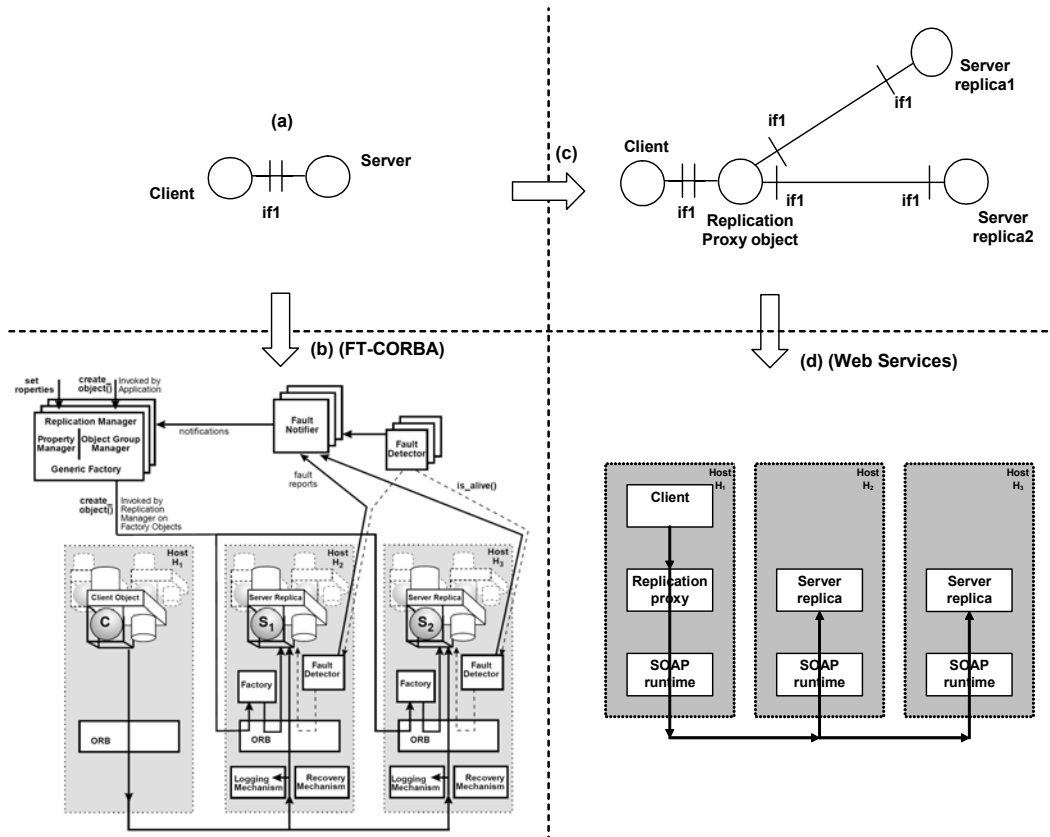 (a)
Client
Server
if1
(c)
Client
if1
Replication
Proxy object
if1
if1
Server
replica1
if1
if1
Server
replica2
(b) (FT-CORBA)
set
roperties
create_
object()
Invoked by
Application
Replication Manager
Property
Manager
Object Group
Manager
Generic Factory
notifications
Fault
Notifier
Fault
Detector
fault
reports
is_alive()
create_
object()
Invoked by
Replication
Manager on
Factory Objects
Host
H1
Client Object
C
ORB
Host
H2
Server Replica
S1
Factory
Fault
Detector
ORB
Logging
Mechanism
Recovery
Mechanism
Host
H3
Server Replica
S2
Factory
Fault
Detector
ORB
Logging
Mechanism
Recovery
Mechanism
(d) (Web Services)
Host
H1
Client
Replication
proxy
SOAP
runtime
Host
H2
Server
replica
SOAP
runtime
Host
H3
Server
replica
SOAP
runtime